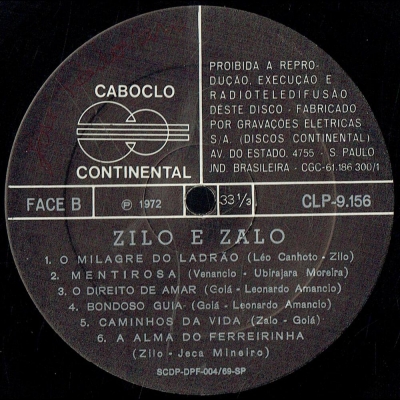 CABOCLO
CONTINENTAL
PROIBIDA A REPRO-
DUÇÃO, EXECUÇÃO E
RADIOTELEDIFUSÃO
DESTE DISCO - FABRICADO
POR GRAVAÇÕES ELÉTRICAS
S/A. (DISCOS CONTINENTAL)
AV. DO ESTADO, 4755 - S. PAULO
IND. BRASILEIRA - CGC-61.186.300/1
FACE B
Ⓟ 1972
33 1/3
CLP-9.156
ZILO E ZALO
1. O MILAGRE DO LADRÃO (Léo Canhoto - Zilo)
2. MENTIROSA (Venancio - Ubirajara Moreira)
3. O DIREITO DE AMAR (Goiá - Leonardo Amancio)
4. BONDOSO GUIA (Goiá - Leonardo Amancio)
5. CAMINHOS DA VIDA (Zalo - Goiá)
6. A ALMA DO FERREIRINHA
(Zilo - Jeca Mineiro)
SCDP-DPF-004/69-SP